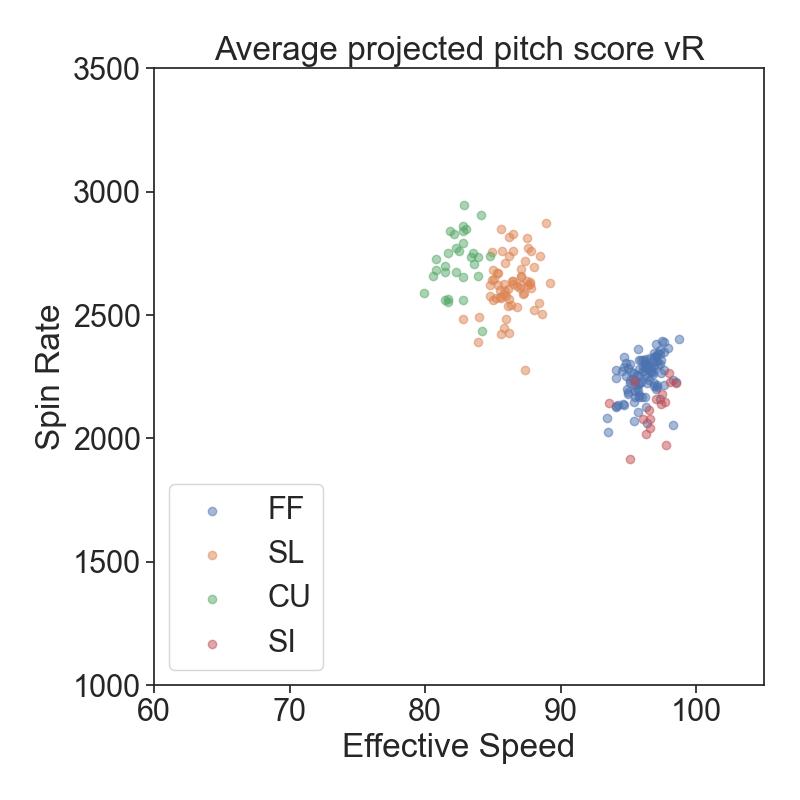 Average projected pitch score vR
3500
3000
2500
2000
1500
1000
Spin Rate
FF
SL
CU
SI
60 70 80 90 100
Effective Speed